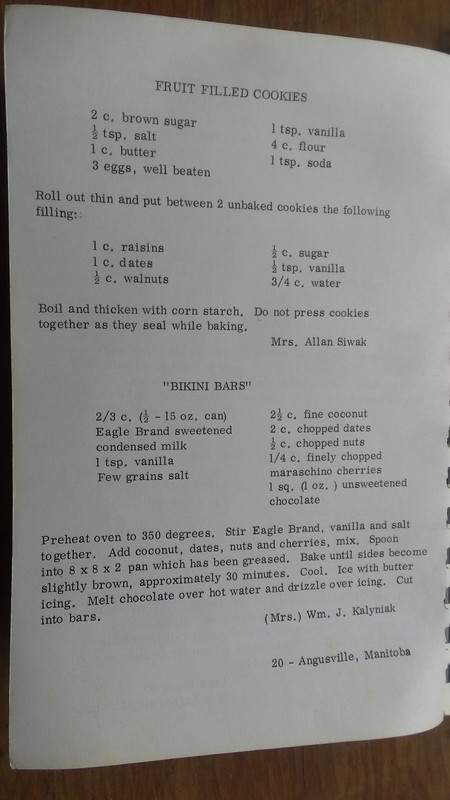 FRUIT FILLED COOKIES
2 c. brown sugar
½ tsp. salt
1 c. butter
3 eggs, well beaten
1 tsp. vanilla
4 c. flour
1 tsp. soda
Roll out thin and put between 2 unbaked cookies the following
filling:
1 c. raisins
1 c. dates
½ c. walnuts
½ c. sugar
½ tsp. vanilla
3/4 c. water
Boil and thicken with corn starch. Do not press cookies
together as they seal while baking.
Mrs. Allan Siwak
"BIKINI BARS"
2/3 c. (½ - 15 oz. can)
Eagle Brand sweetened
condensed milk
1 tsp. vanilla
Few grains salt
2½ c. fine coconut
2 c. chopped dates
½ c. chopped nuts
1/4 c. finely chopped
maraschino cherries
1 sq. (1 oz. ) unsweetened
chocolate
Preheat oven to 350 degrees. Stir Eagle Brand, vanilla and salt
together. Add coconut, dates, nuts and cherries, mix. Spoon
into 8 x 8 x 2 pan which has been greased. Bake until sides become
slightly brown, approximately 30 minutes. Cool. Ice with butter
icing. Melt chocolate over hot water and drizzle over icing. Cut
into bars.
(Mrs.) Wm. J. Kalyniak
20 - Angusville, Manitoba